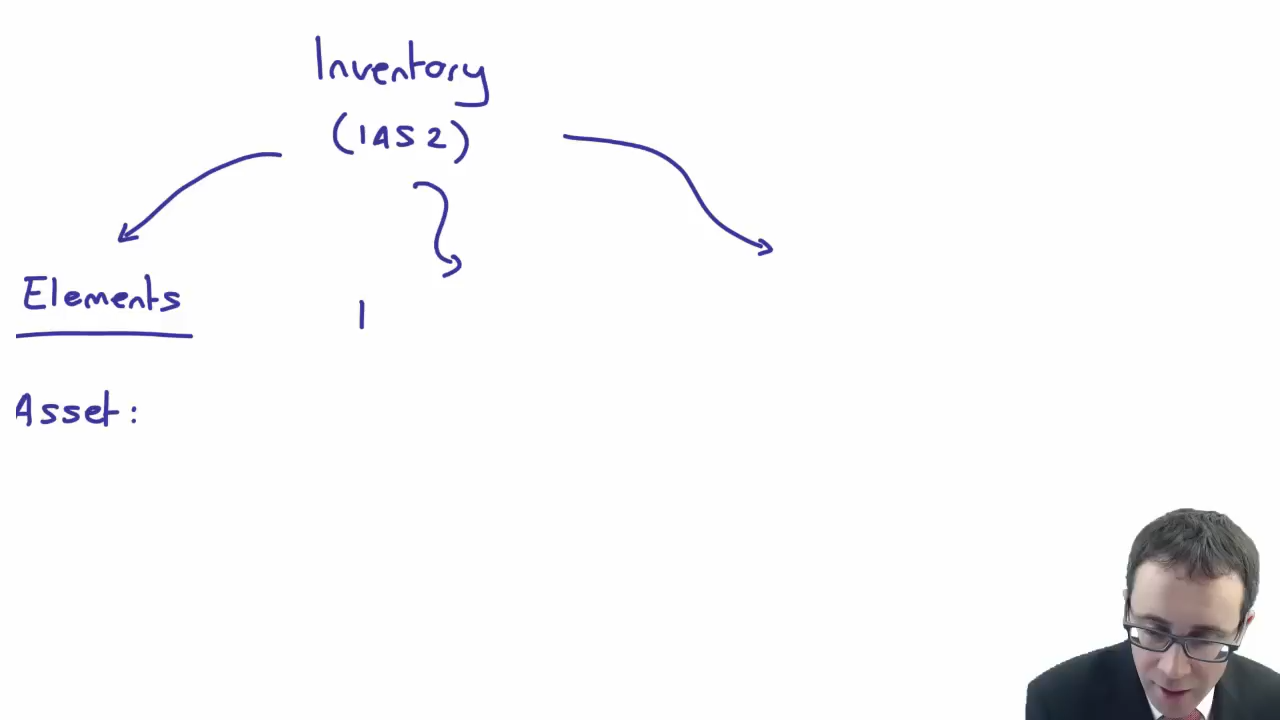 Inventory
(IAS 2)
Elements
I
Asset: